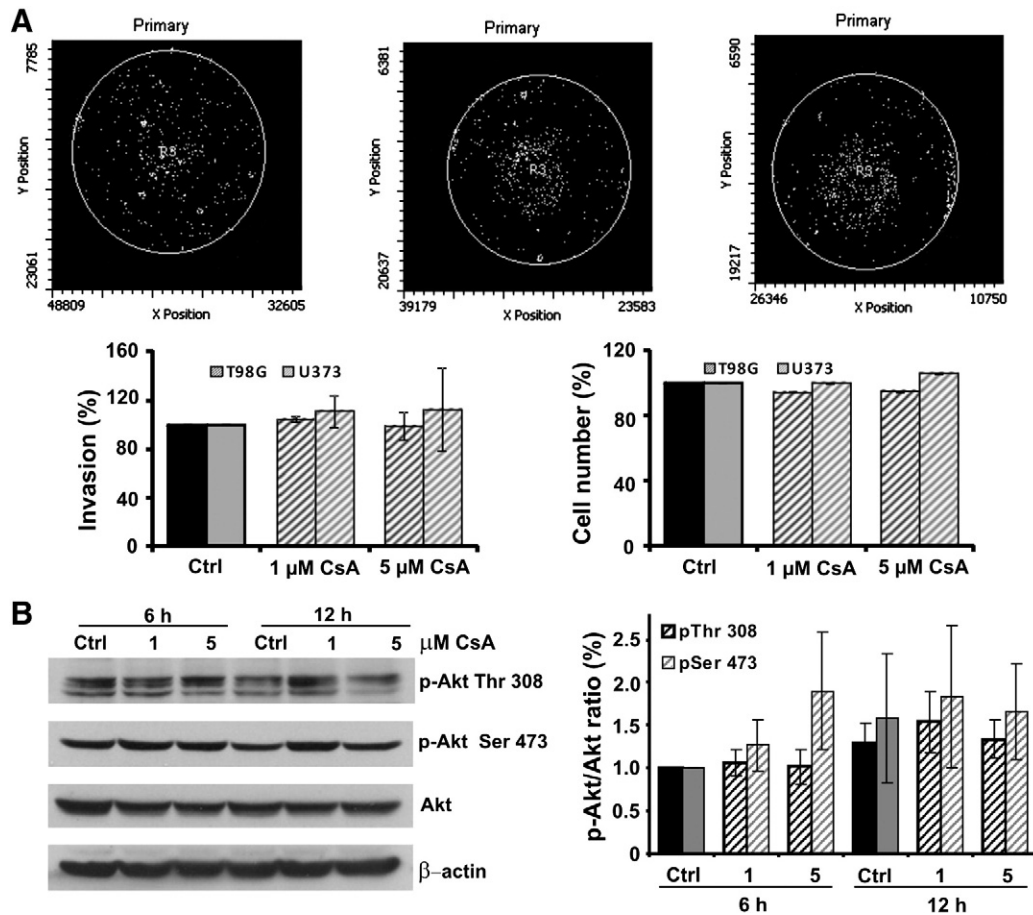 A
Primary
7785
Y Position
23061
R3
48809
32605
X Position
Primary
6381
Y Position
20637
R3
39179
23583
X Position
Primary
6590
Y Position
19217
R3
26346
10750
X Position
160
120
80
40
0
Invasion (%)
T98G U373
Ctrl
1 µM CsA
5 µM CsA
120
80
40
0
Cell number (%)
T98G U373
Ctrl
1 µM CsA
5 µM CsA
B
6 h
12 h
Ctrl 1 5 Ctrl 1 5 µM CsA
p-Akt Thr 308
p-Akt Ser 473
Akt
β-actin
p-Akt/Akt ratio (%)
2.5
2.0
1.5
1.0
0.5
0
pThr 308
pSer 473
Ctrl 1 5 Ctrl 1 5
6 h
12 h